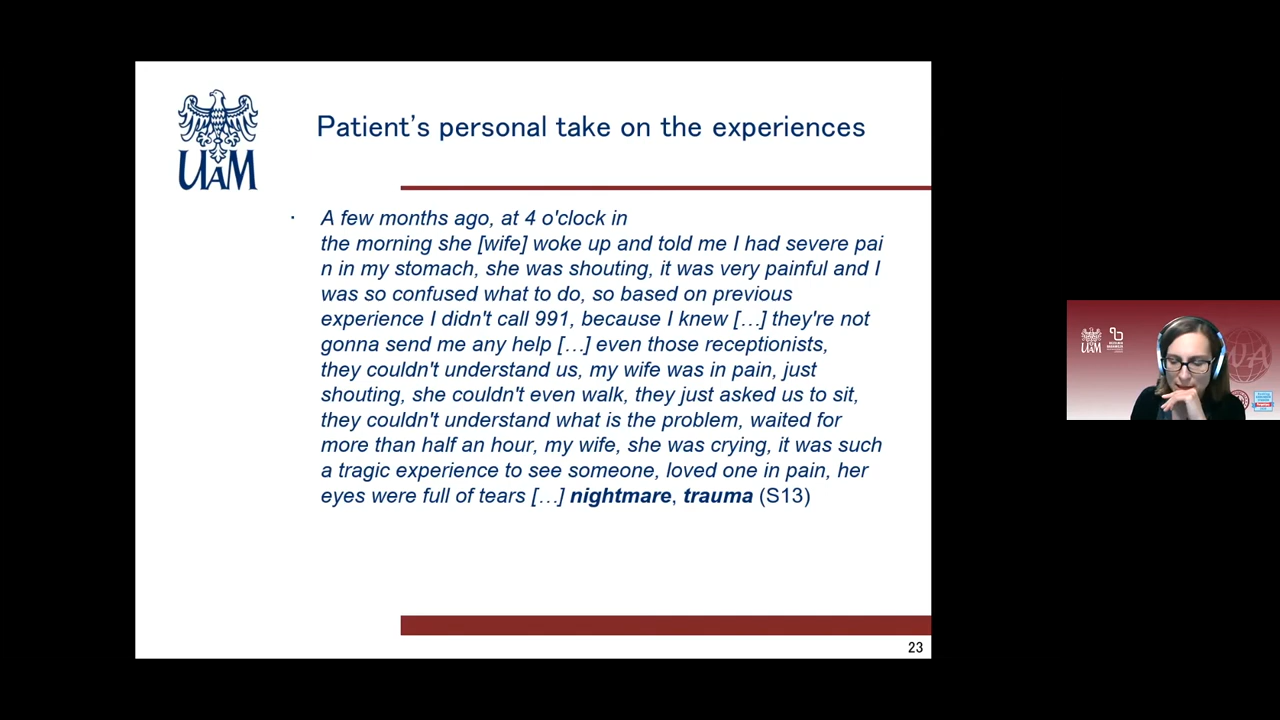 UAM
Patient's personal take on the experiences
· A few months ago, at 4 o'clock in
the morning she [wife] woke up and told me I had severe pai
n in my stomach, she was shouting, it was very painful and I
was so confused what to do, so based on previous
experience I didn't call 991, because I knew […] they're not
gonna send me any help […] even those receptionists,
they couldn't understand us, my wife was in pain, just
shouting, she couldn't even walk, they just asked us to sit,
they couldn't understand what is the problem, waited for
more than half an hour, my wife, she was crying, it was such
a tragic experience to see someone, loved one in pain, her
eyes were full of tears […] nightmare, trauma (S13)
23
UAM
WA